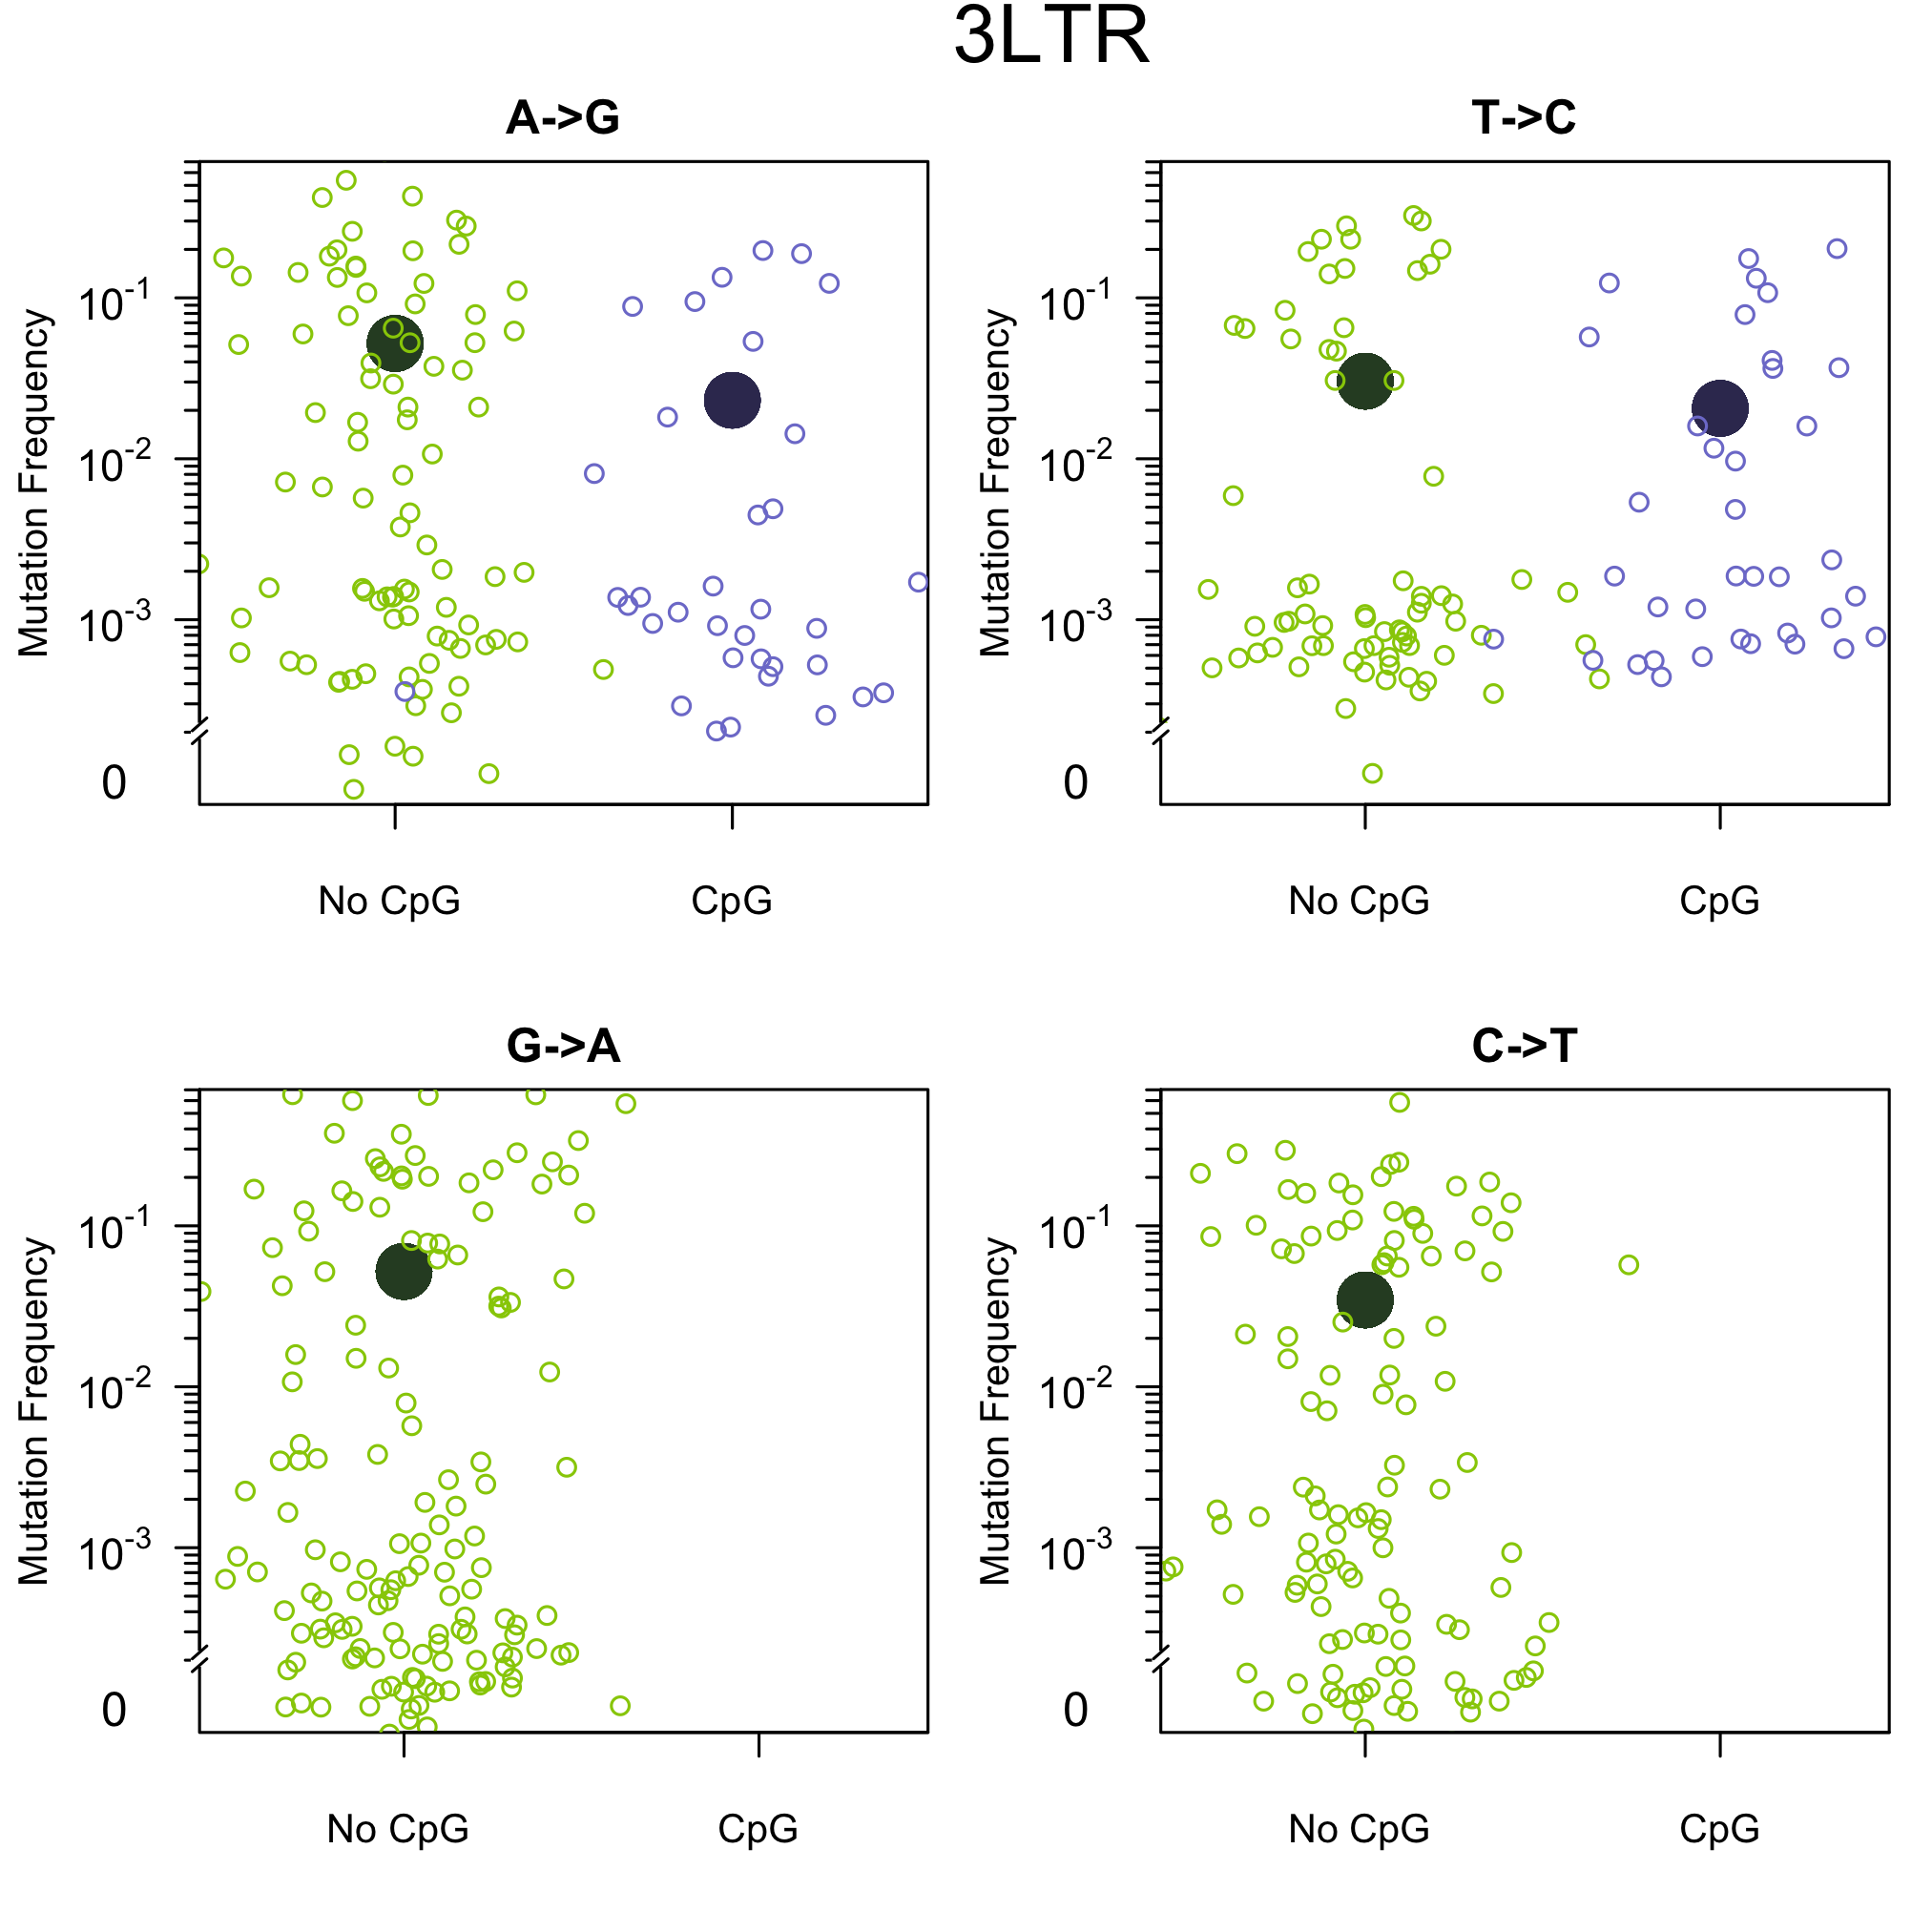 3LTR
A->G
Mutation Frequency
10-1
10-2
10-3
0
No CpG CpG
T->C
Mutation Frequency
10-1
10-2
10-3
0
No CpG CpG
G->A
Mutation Frequency
10-1
10-2
10-3
0
No CpG CpG
C->T
Mutation Frequency
10-1
10-2
10-3
0
No CpG CpG